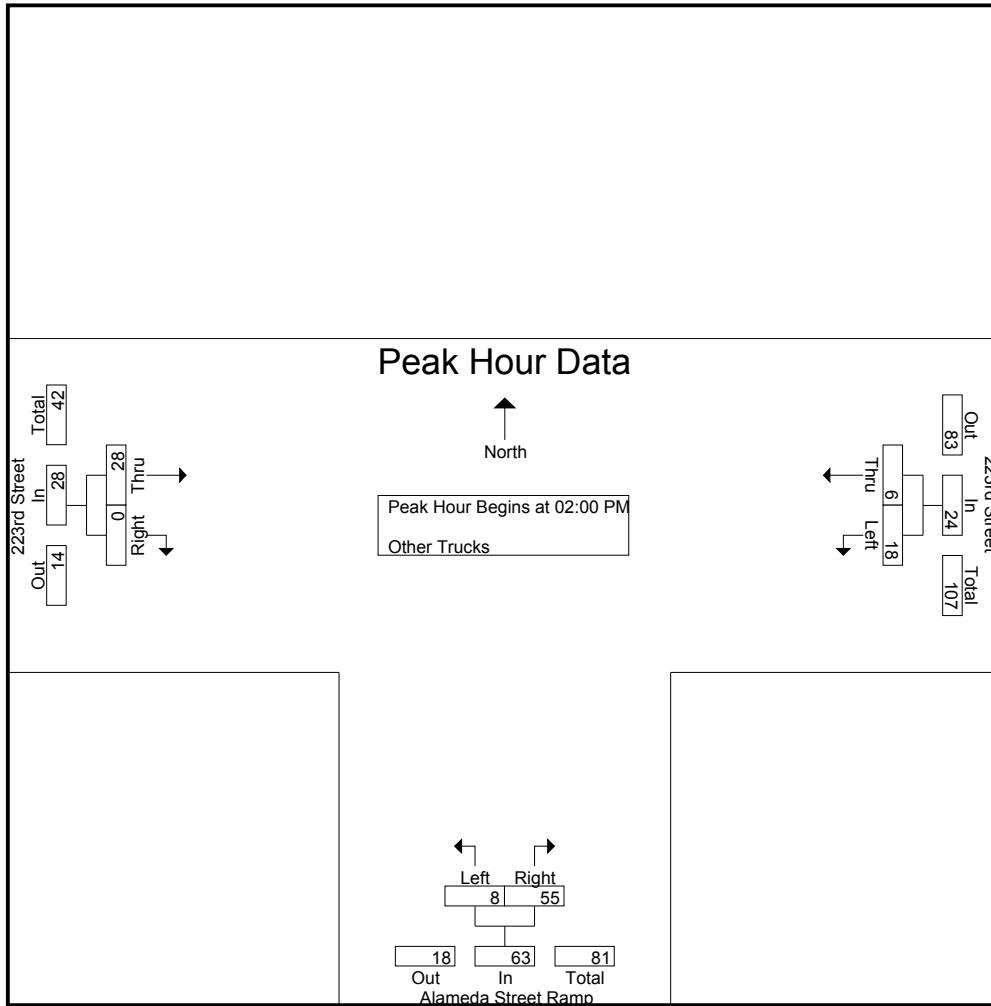 Peak Hour Data
North
Peak Hour Begins at 02:00 PM
Other Trucks
223rd Street
Total
42
In
28
Out
14
28
Thru
0
Right
223rd Street
Out
83
In
24
Total
107
Thru
6
Left
18
Left Right
8 55
18 63 81
Out In Total
Alameda Street Ramp